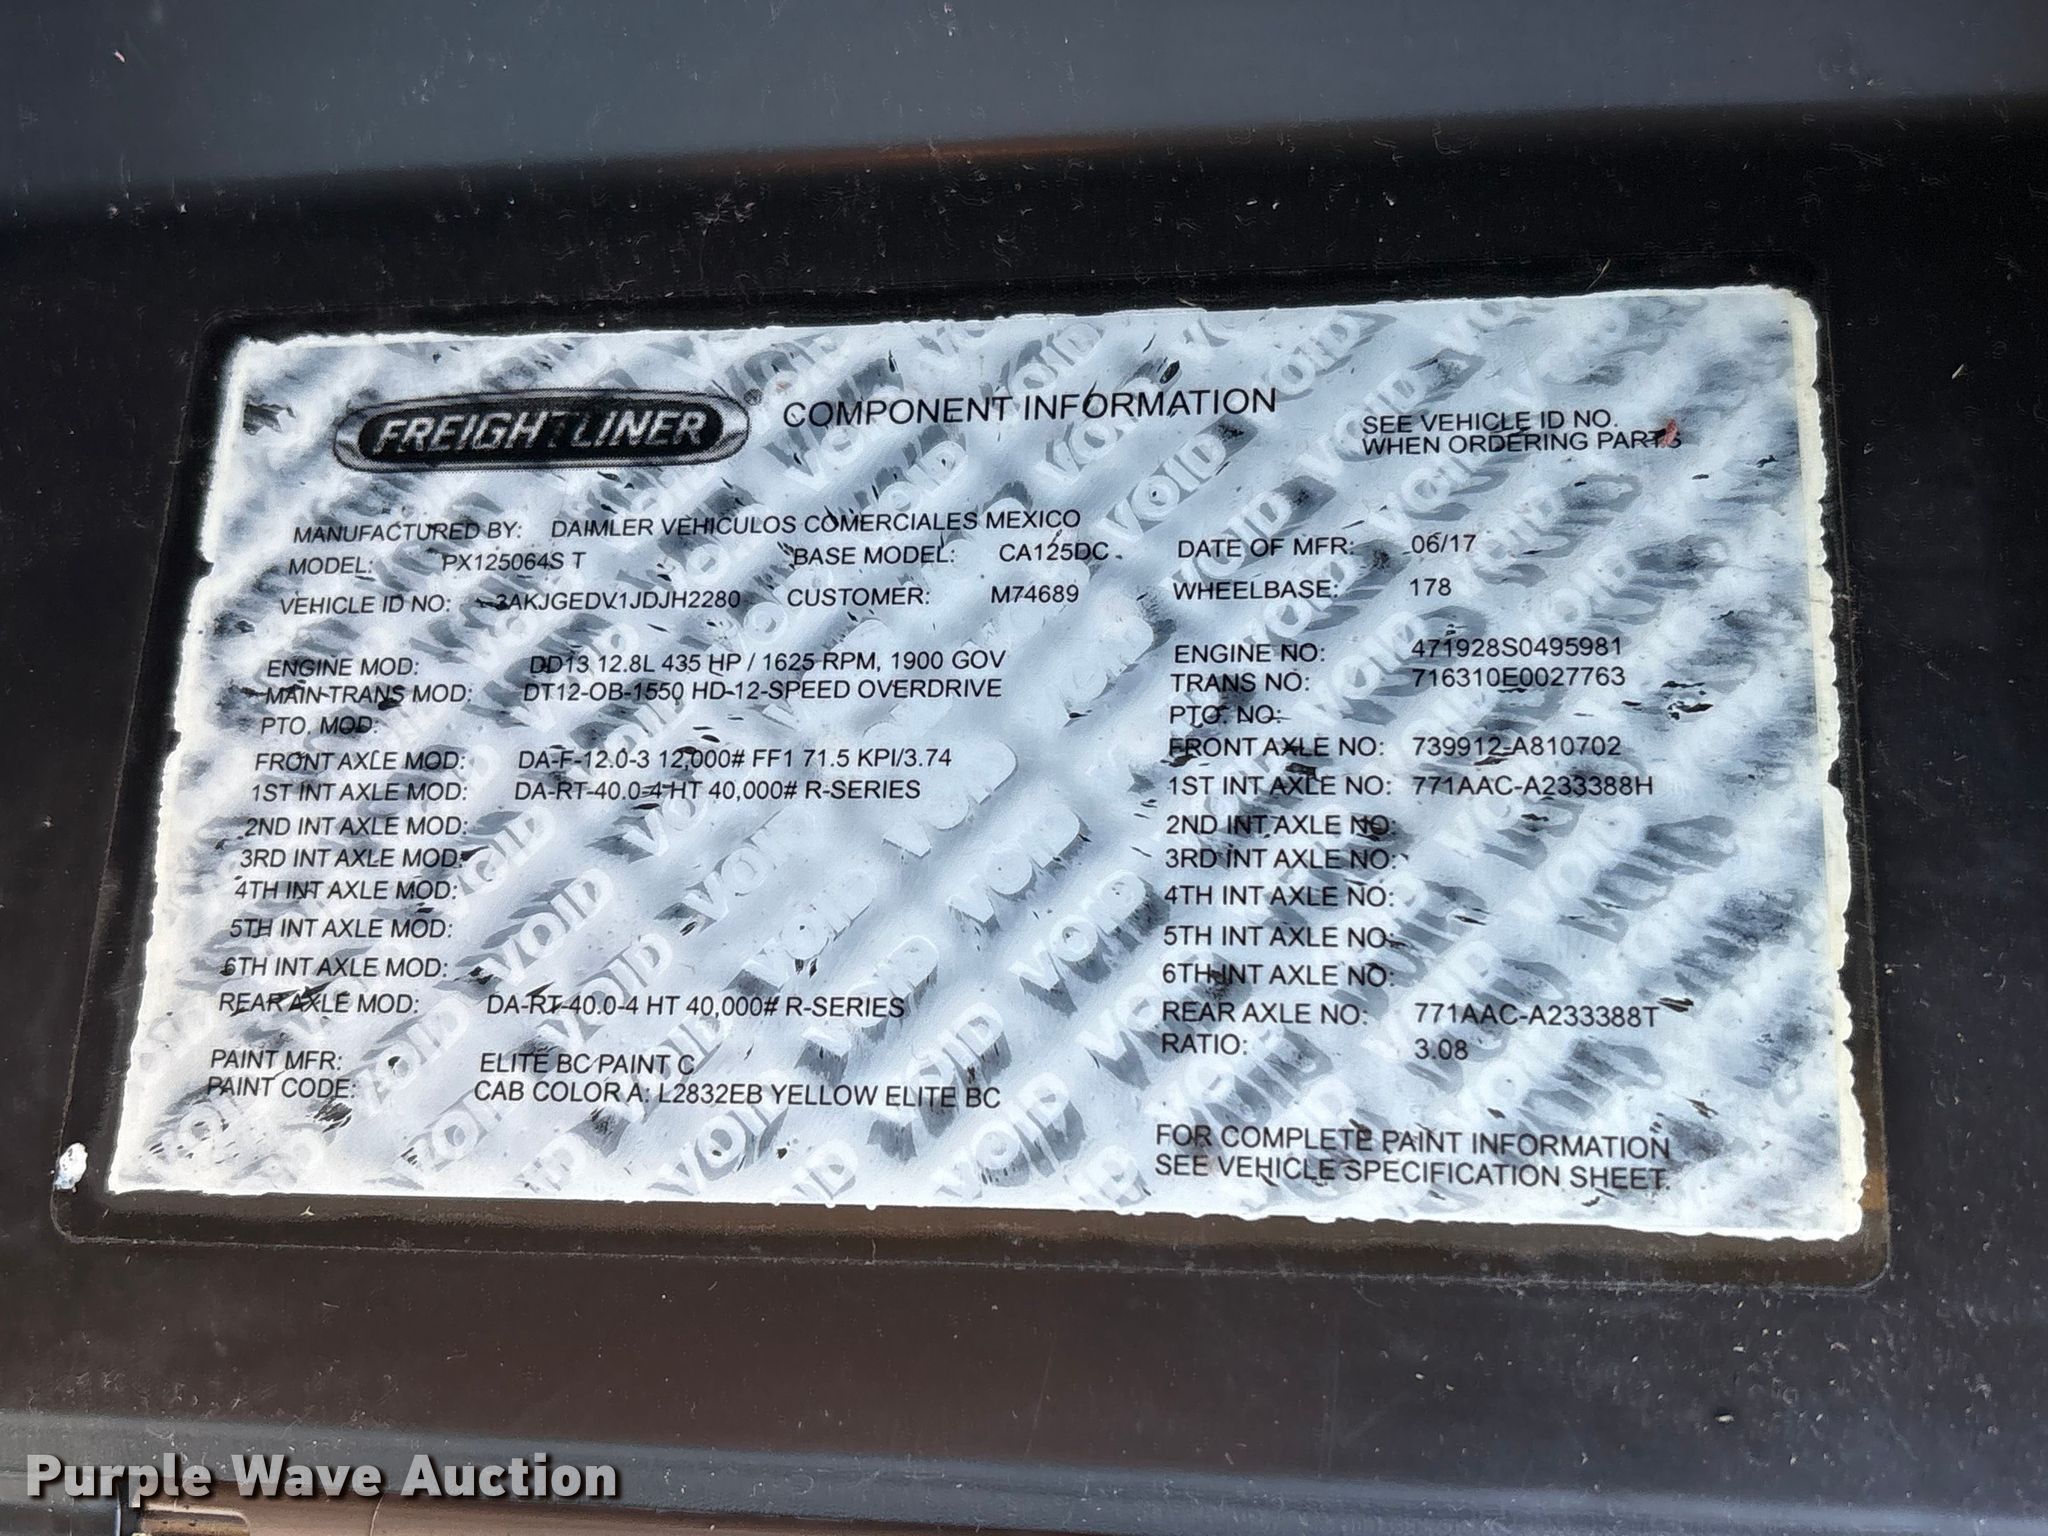 FREIGHTLINER® COMPONENT INFORMATION
SEE VEHICLE ID NO.
WHEN ORDERING PARTS
MANUFACTURED BY: DAIMLER VEHICULOS COMERCIALES MEXICO
MODEL: PX125064S T BASE MODEL: CA125DC DATE OF MFR: 06/17
VEHICLE ID NO: 3AKJGEDV1JDJH2280 CUSTOMER: M74689 WHEELBASE: 178
ENGINE MOD: DD13 12.8L 435 HP / 1625 RPM, 1900 GOV ENGINE NO: 471928S0495981
MAIN TRANS MOD: DT12-OB-1550 HD-12-SPEED OVERDRIVE TRANS NO: 716310E0027763
PTO. MOD: PTO. NO:
FRONT AXLE MOD: DA-F-12.0-3 12,000# FF1 71.5 KPI/3.74 FRONT AXLE NO: 739912-A810702
1ST INT AXLE MOD: DA-RT-40.0-4 HT 40,000# R-SERIES 1ST INT AXLE NO: 771AAC-A233388H
2ND INT AXLE MOD: 2ND INT AXLE NO:
3RD INT AXLE MOD: 3RD INT AXLE NO:
4TH INT AXLE MOD: 4TH INT AXLE NO:
5TH INT AXLE MOD: 5TH INT AXLE NO:
6TH INT AXLE MOD: 6TH INT AXLE NO:
REAR AXLE MOD: DA-RT-40.0-4 HT 40,000# R-SERIES REAR AXLE NO: 771AAC-A233388T
RATIO: 3.08
PAINT MFR: ELITE BC PAINT C
PAINT CODE: CAB COLOR A: L2832EB YELLOW ELITE BC
FOR COMPLETE PAINT INFORMATION
SEE VEHICLE SPECIFICATION SHEET.
Purple Wave Auction